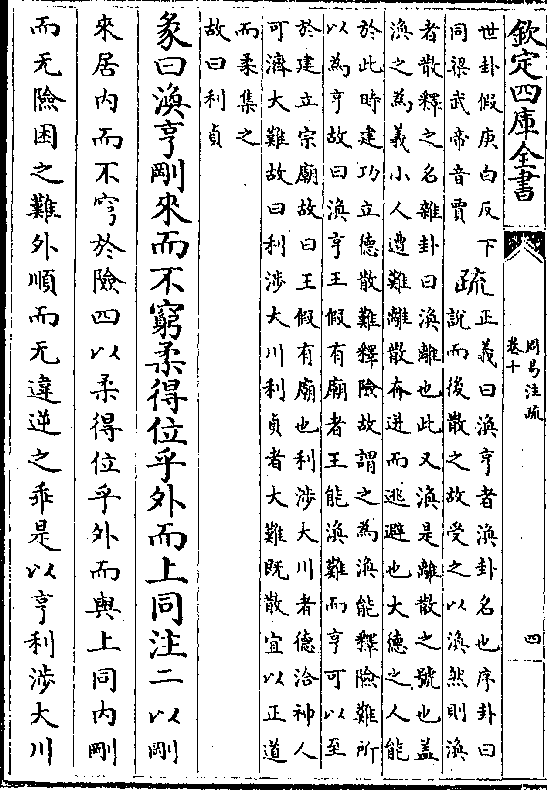 欽定四庫全書
周易注疏
卷十
四
世卦假庚白反下
同梁武帝音賈
疏
正義曰渙亨者渙卦名也序卦曰
說而後散之故受之以渙然則渙
者散釋之名雜卦曰渙離也此又渙是離散之號也蓋
渙之為義小人遭難離散奔迸而逃避也大德之人能
於此時建功立德散難釋險故謂之為渙能釋險難所
以為亨故曰渙亨王假有廟者王能渙難而亨可以至
於建立宗廟故曰王假有廟也利涉大川者德洽神人
可濟大難故曰利涉大川利貞者大難既散宜以正道
而柔集之
故曰利貞
彖曰渙亨剛來而不窮柔得位乎外而上同注二以剛
來居内而不窮於險四以柔得位乎外而與上同内剛
而无險困之難外順而无違逆之乖是以亨利涉大川